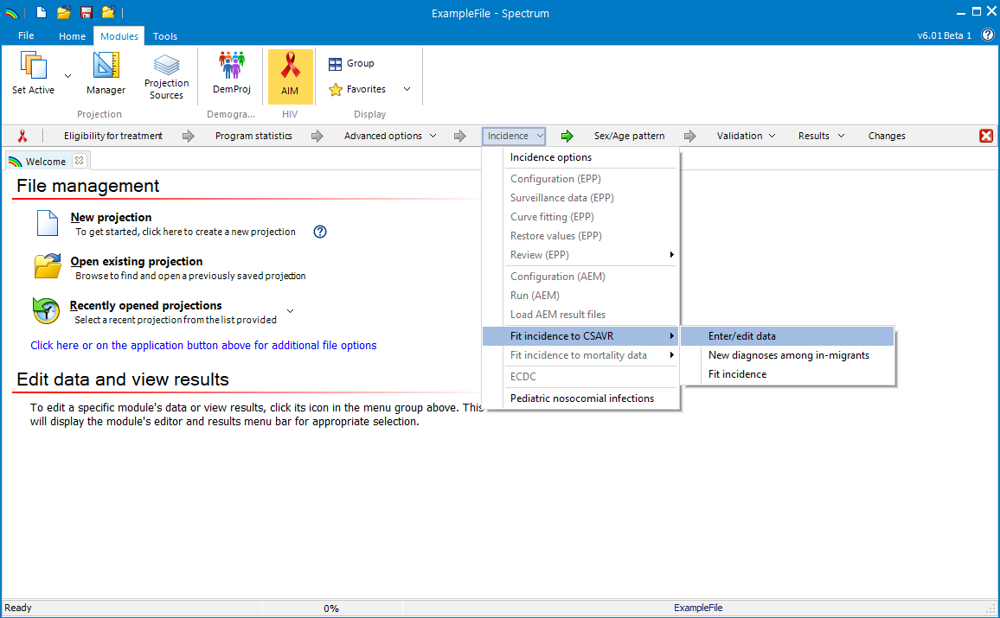 ExampleFile - Spectrum
File
Home
Modules
Tools
v6.01 Beta 1
Set Active
Manager
Projection Sources
Projection
DemProj
Demogra...
AIM
HIV
Group
Favorites
Display
Eligibility for treatment
Program statistics
Advanced options
Incidence
Sex/Age pattern
Validation
Results
Changes
Welcome
File management
New projection
To get started, click here to create a new projection
Open existing projection
Browse to find and open a previously saved projection
Recently opened projections
Select a recent projection from the list provided
Click here or on the application button above for additional file options
Edit data and view results
To edit a specific module's data or view results, click its icon in the menu group above. This
will display the module's editor and results menu bar for appropriate selection.
Incidence options
Configuration (EPP)
Surveillance data (EPP)
Curve fitting (EPP)
Restore values (EPP)
Review (EPP)
Configuration (AEM)
Run (AEM)
Load AEM result files
Fit incidence to CSAVR
Fit incidence to mortality data
ECDC
Pediatric nosocomial infections
Enter/edit data
New diagnoses among in-migrants
Fit incidence
Ready
0%
ExampleFile